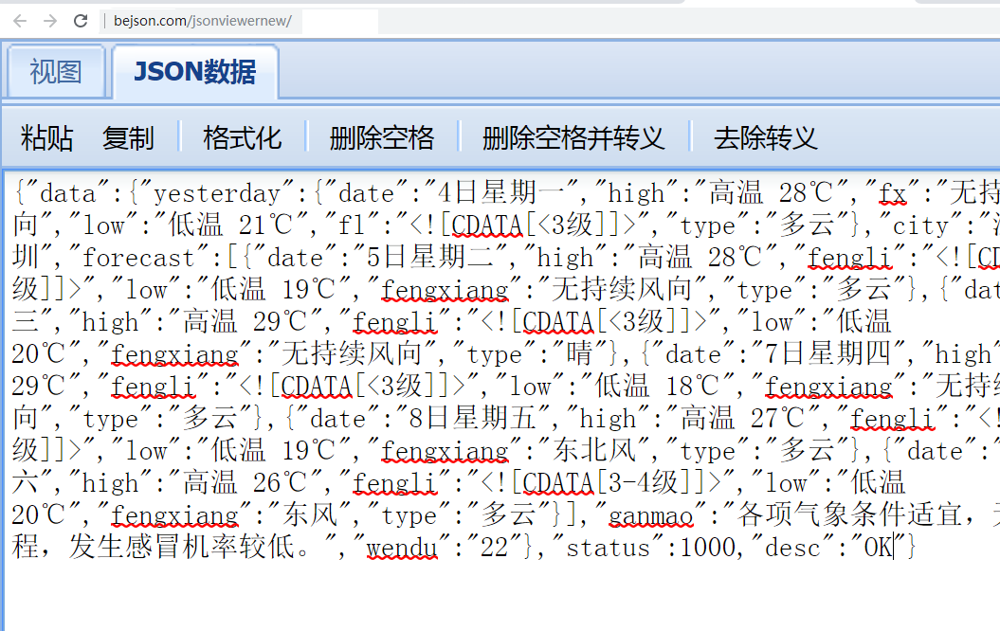 bejson.com/jsonviewernew/
视图 JSON数据
粘贴 复制 格式化 删除空格 删除空格并转义 去除转义
{"data":{"yesterday":{"date":"4日星期一","high":"高温 28℃","fx":"无持
向","low":"低温 21℃","fl":"<![CDATA[<3级]]>","type":"多云"},"city":"
圳","forecast":[{"date":"5日星期二","high":"高温 28℃","fengli":"<![CD
级]]>","low":"低温 19℃","fengxiang":"无持续风向","type":"多云"},{"dat
三","high":"高温 29℃","fengli":"<![CDATA[<3级]]>","low":"低温
20℃","fengxiang":"无持续风向","type":"晴"},{"date":"7日星期四","high"
29℃","fengli":"<![CDATA[<3级]]>","low":"低温 18℃","fengxiang":"无持续
向","type":"多云"},{"date":"8日星期五","high":"高温 27℃","fengli":"<!
级]]>","low":"低温 19℃","fengxiang":"东北风","type":"多云"},{"date":"
六","high":"高温 26℃","fengli":"<![CDATA[3-4级]]>","low":"低温
20℃","fengxiang":"东风","type":"多云"}],"ganmao":"各项气象条件适宜，
程，发生感冒机率较低。","wendu":"22"},"status":1000,"desc":"OK"}